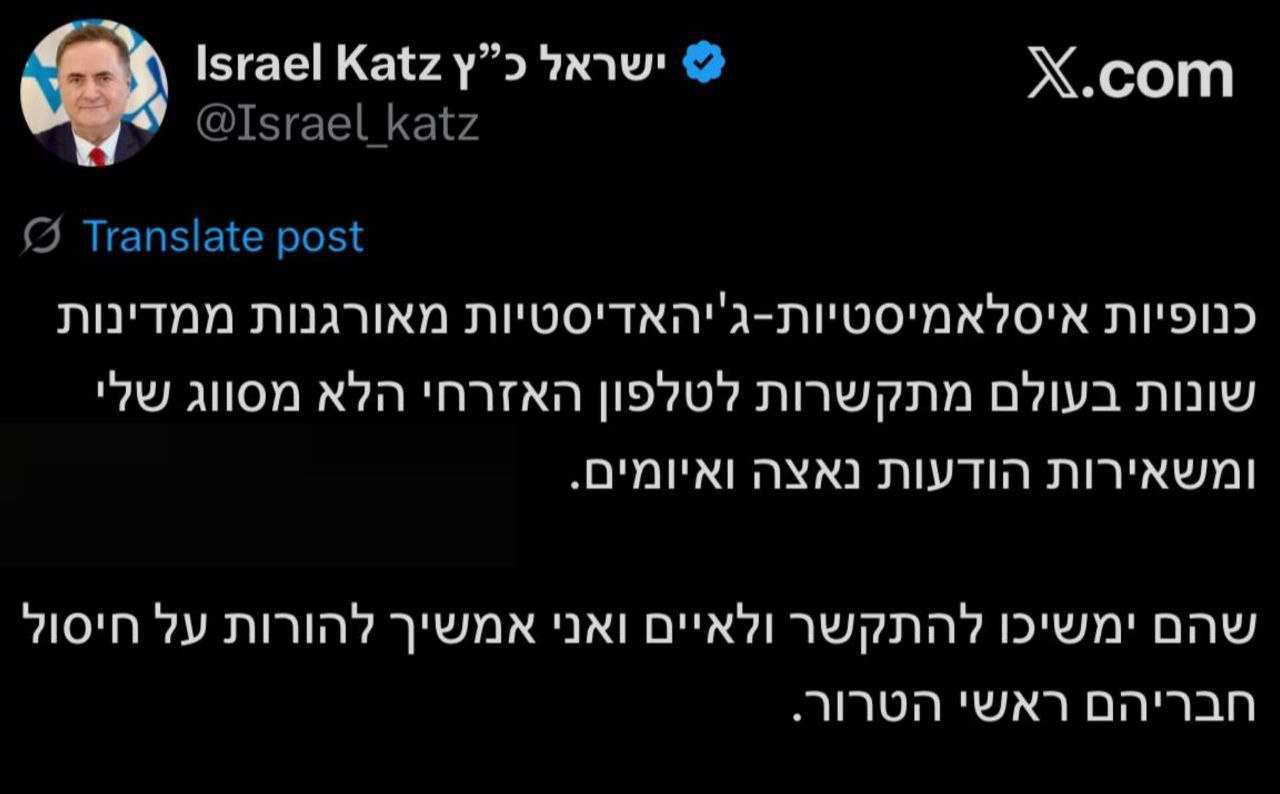 Israel Katz ישראל כ”ץ
@Israel_katz
X.com
Translate post
כנופיות איסלאמיסטיות-ג'יהאדיסטיות מאורגנות ממדינות
שונות בעולם מתקשרות לטלפון האזרחי הלא מסווג שלי
ומשאירות הודעות נאצה ואיומים.
שהם ימשיכו להתקשר ולאיים ואני אמשיך להורות על חיסול
חבריהם ראשי הטרור.